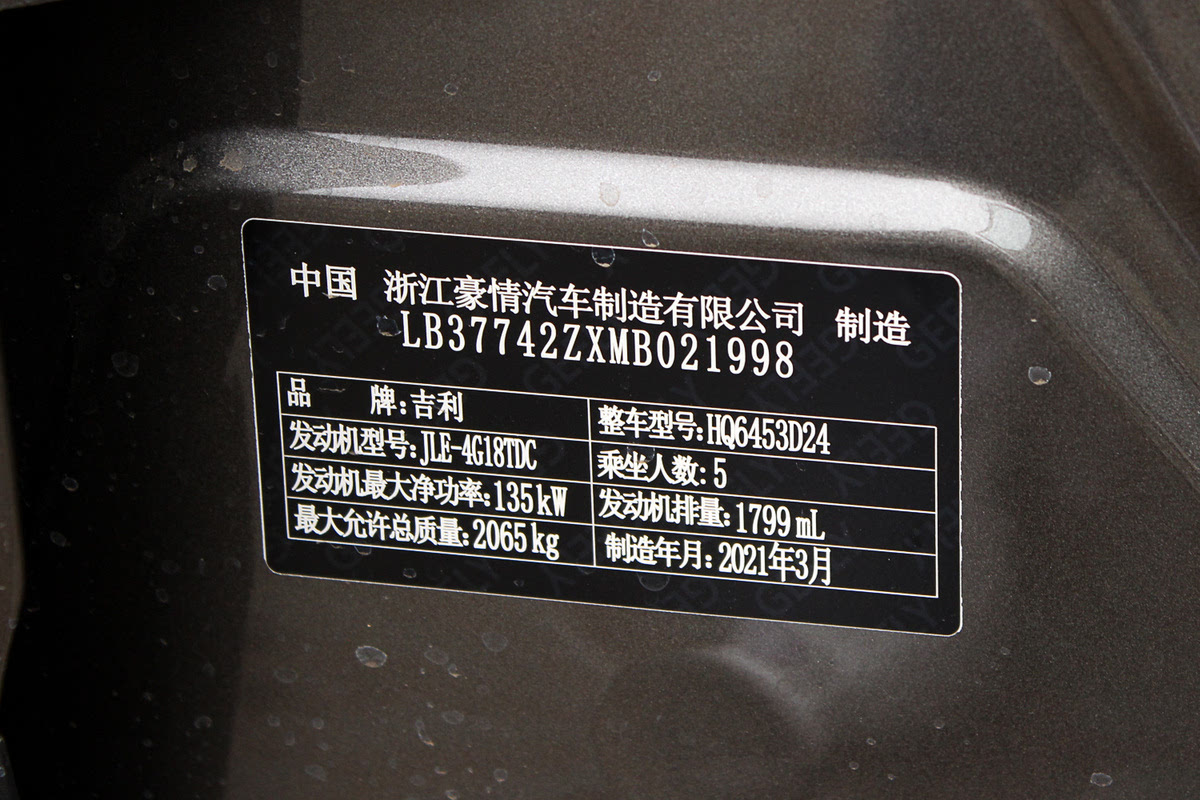 中国 浙江豪情汽车制造有限公司 制造
LB37742ZXMB021998
品 牌:吉利 整车型号:HQ6453D24
发动机型号:JLE-4G18TDC 乘坐人数:5
发动机最大净功率:135kW 发动机排量:1799mL
最大允许总质量:2065kg 制造年月:2021年3月